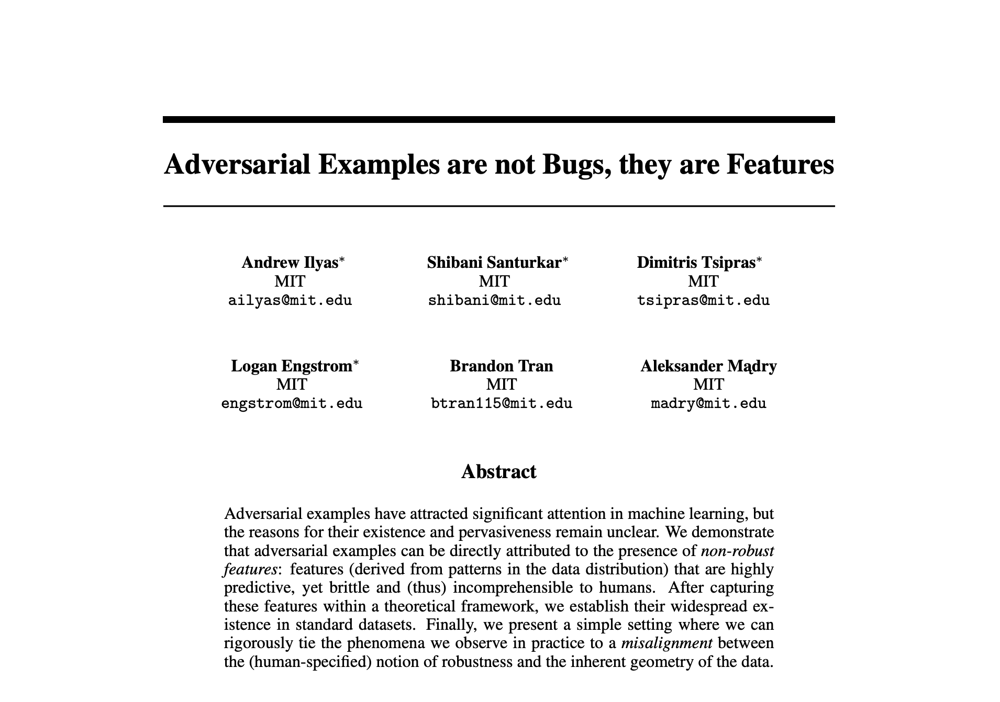 Adversarial Examples are not Bugs, they are Features
Andrew Ilyas*
MIT
ailyas@mit.edu
Shibani Santurkar*
MIT
shibani@mit.edu
Dimitris Tsipras*
MIT
tsipras@mit.edu
Logan Engstrom*
MIT
engstrom@mit.edu
Brandon Tran
MIT
btran115@mit.edu
Aleksander Mądry
MIT
madry@mit.edu
Abstract
Adversarial examples have attracted significant attention in machine learning, but
the reasons for their existence and pervasiveness remain unclear. We demonstrate
that adversarial examples can be directly attributed to the presence of non-robust
features: features (derived from patterns in the data distribution) that are highly
predictive, yet brittle and (thus) incomprehensible to humans. After capturing
these features within a theoretical framework, we establish their widespread ex-
istence in standard datasets. Finally, we present a simple setting where we can
rigorously tie the phenomena we observe in practice to a misalignment between
the (human-specified) notion of robustness and the inherent geometry of the data.